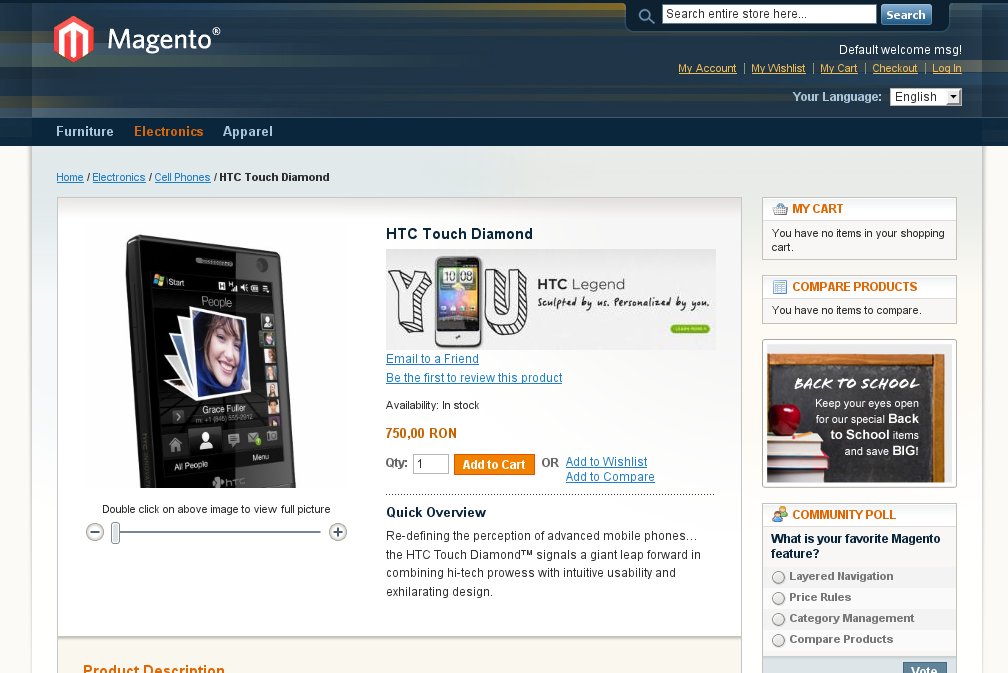 Magento®
Search entire store here...
Search
Default welcome msg!
My Account | My Wishlist | My Cart | Checkout | Log In
Your Language: English
Furniture Electronics Apparel
Home / Electronics / Cell Phones / HTC Touch Diamond
Start
People
Grace Fuller
All People
Menu
hTC
Double click on above image to view full picture
HTC Touch Diamond
YOU
10:08
HTC Legend
Sculpted by us. Personalized by you.
LEARN MORE
Email to a Friend
Be the first to review this product
Availability: In stock
750,00 RON
Qty: 1 Add to Cart OR Add to Wishlist
Add to Compare
Quick Overview
Re-defining the perception of advanced mobile phones…
the HTC Touch Diamond™ signals a giant leap forward in
combining hi-tech prowess with intuitive usability and
exhilarating design.
Product Description
MY CART
You have no items in your shopping
cart.
COMPARE PRODUCTS
You have no items to compare.
BACK TO SCHOOL
Keep your eyes open
for our special Back
to School items
and save BIG!
COMMUNITY POLL
What is your favorite Magento
feature?
Layered Navigation
Price Rules
Category Management
Compare Products
Vote